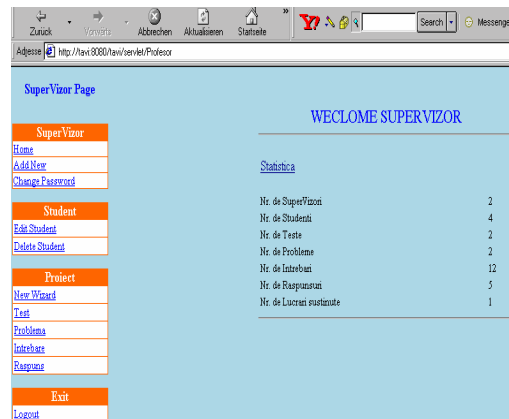 Zurück Vorwärts Abbrechen Aktualisieren Startseite » Y7 Search Messenge
Adresse http://tavi:8080/tavi/servlet/Profesor
SuperVizor Page
WECLOME SUPERVIZOR
SuperVizor
Home
Add New
Change Password
Student
Edit Student
Delete Student
Proiect
New Wizard
Test
Problema
Intrebare
Raspuns
Exit
Logout
Statistica
Nr. de SuperVizori 2
Nr. de Studenti 4
Nr. de Teste 2
Nr. de Probleme 2
Nr. de Intrebari 12
Nr. de Raspunsuri 5
Nr. de Lucrari sustinute 1